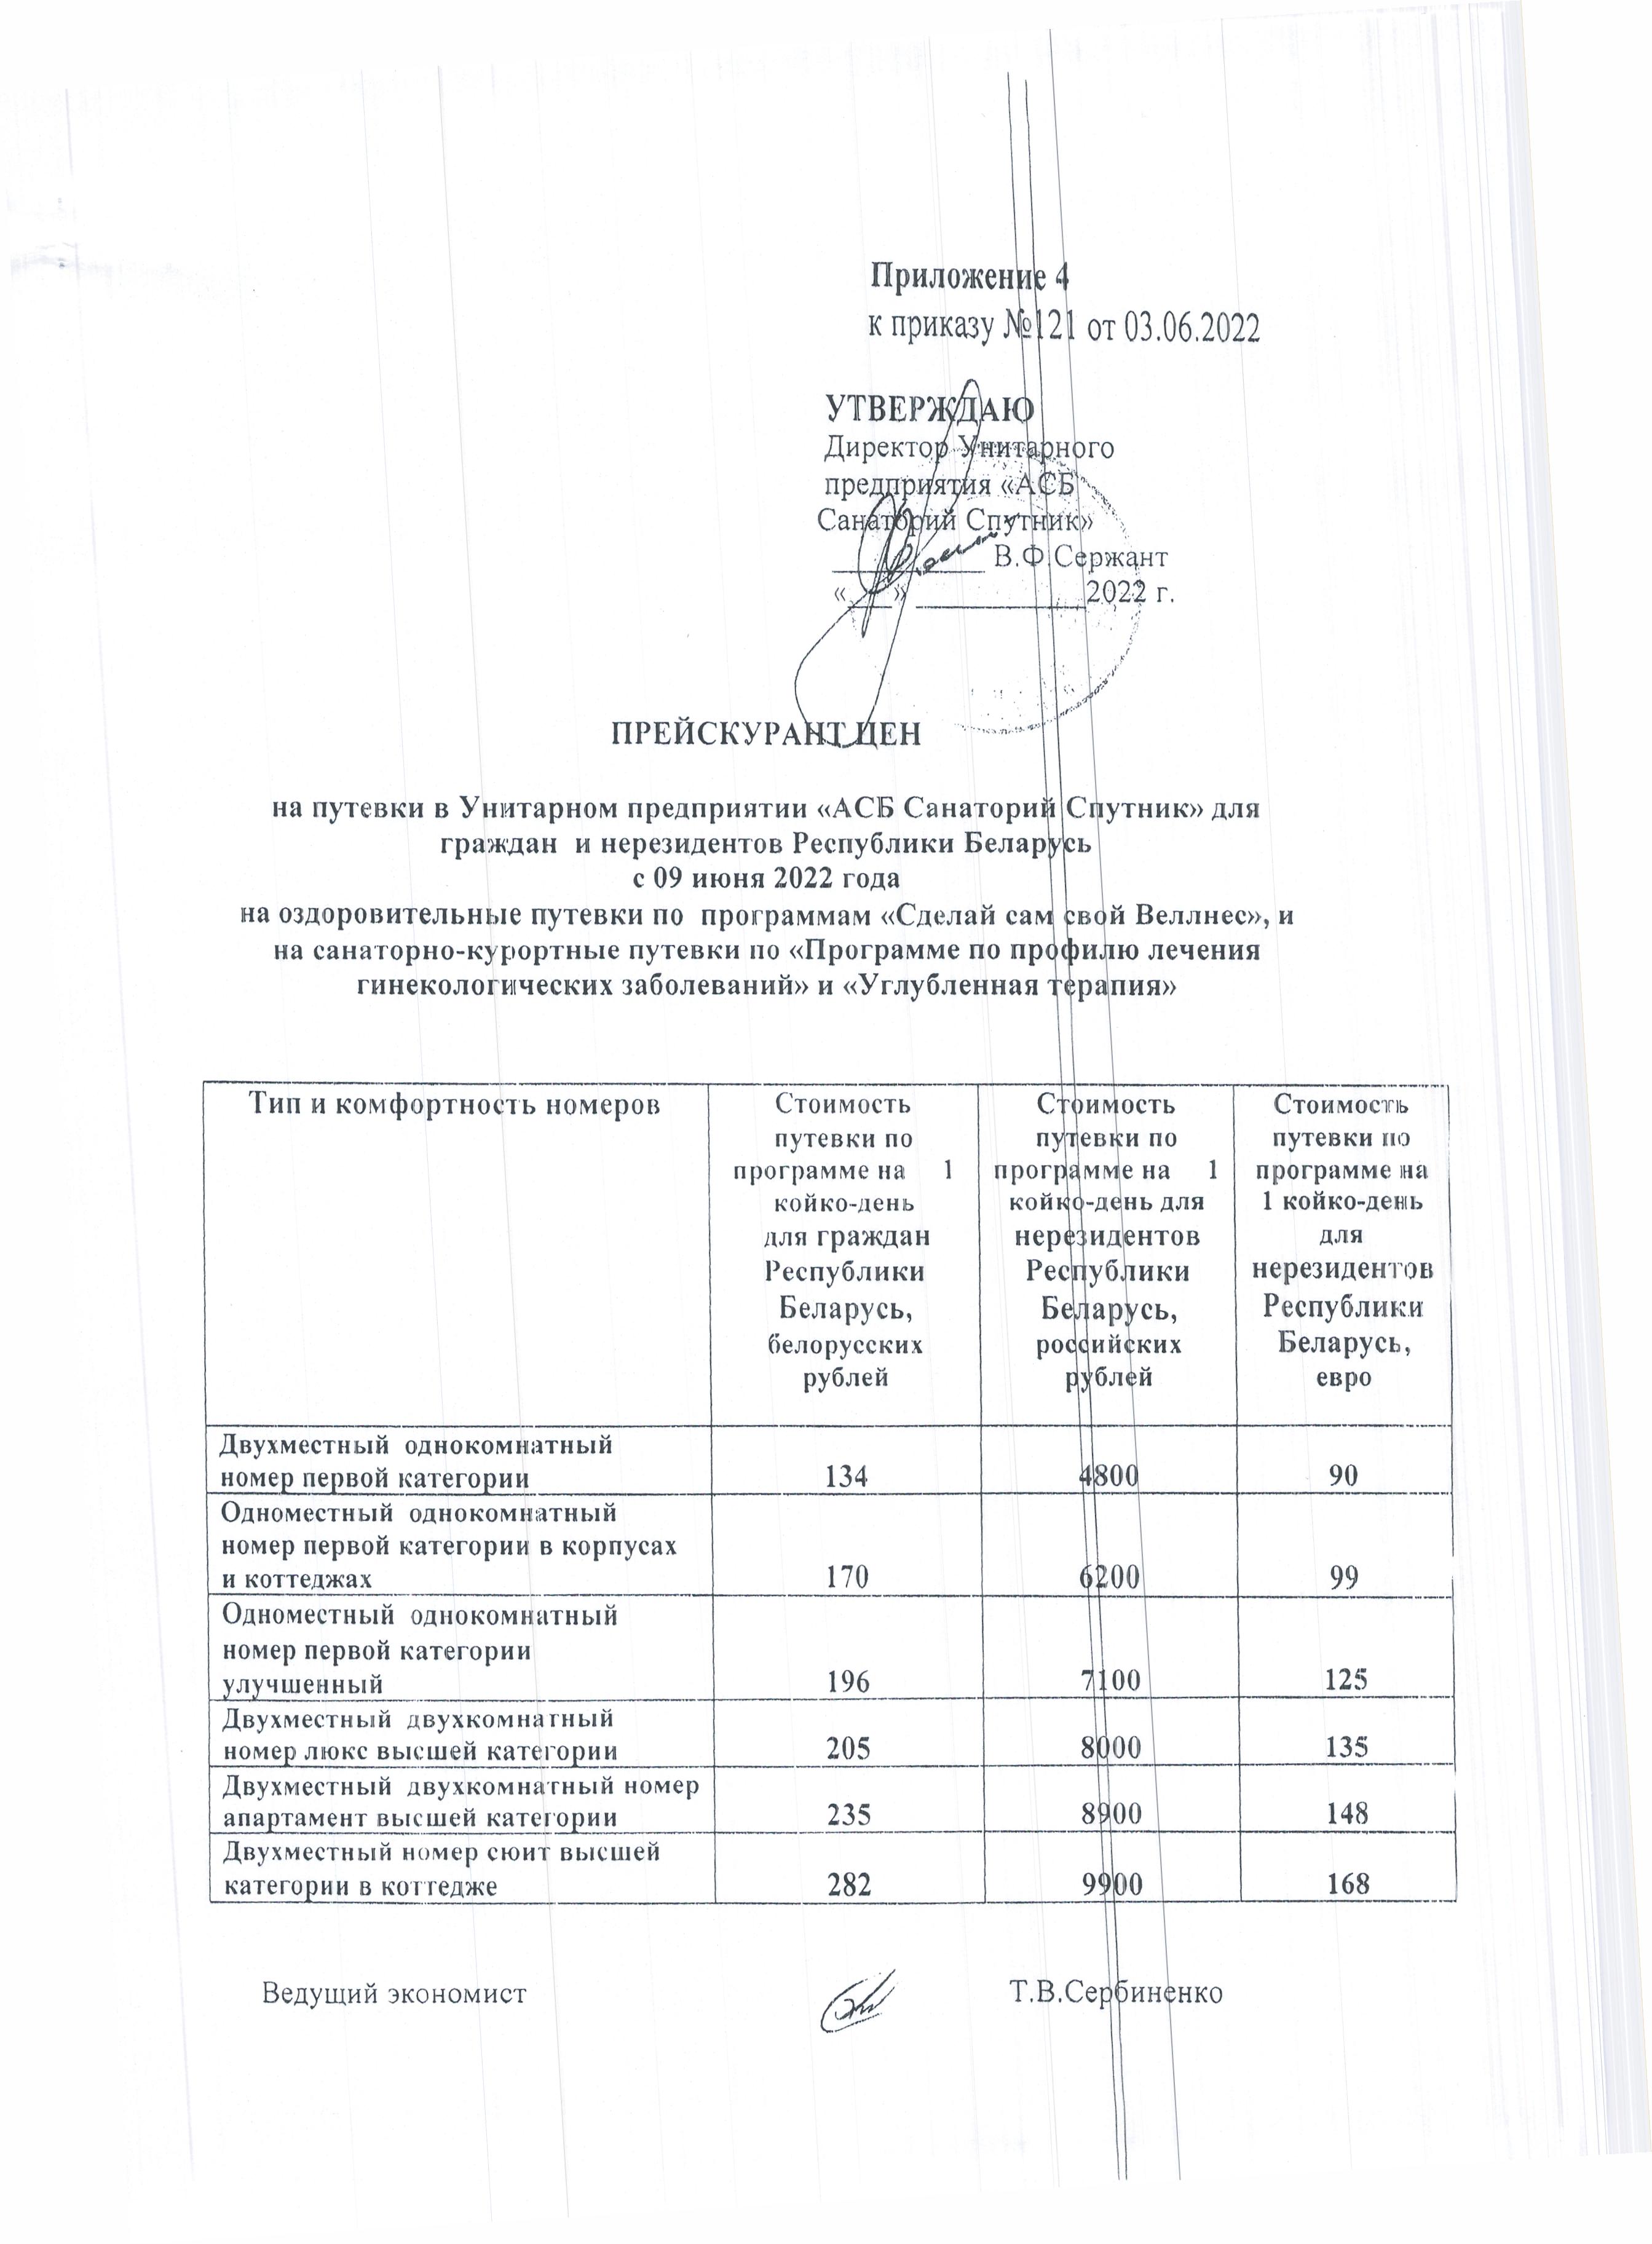 Приложение 4
к приказу №121 от 03.06.2022
УТВЕРЖДАЮ
Директор Унитарного
предприятия «АСБ
Санаторий Спутник»
____________ В.Ф.Сержант
«___» ____________2022 г.
ПРЕЙСКУРАНТ ЦЕН
на путевки в Унитарном предприятии «АСБ Санаторий Спутник» для
граждан и нерезидентов Республики Беларусь
с 09 июня 2022 года
на оздоровительные путевки по программам «Сделай сам свой Веллнес», и
на санаторно-курортные путевки по «Программе по профилю лечения
гинекологических заболеваний» и «Углубленная терапия»
Тип и комфортность номеров
Стоимость
путевки по
программе на 1
койко-день
для граждан
Республики
Беларусь,
белорусских
рублей
Стоимость
путевки по
программе на 1
койко-день для
нерезидентов
Республики
Беларусь,
российских
рублей
Стоимость
путевки по
программе на
1 койко-день
для
нерезидентов
Республики
Беларусь,
евро
Двухместный однокомнатный
номер первой категории 134 4800 90
Одноместный однокомнатный
номер первой категории в корпусах
и коттеджах 170 6200 99
Одноместный однокомнатный
номер первой категории
улучшенный 196 7100 125
Двухместный двухкомнатный
номер люкс высшей категории 205 8000 135
Двухместный двухкомнатный номер
апартамент высшей категории 235 8900 148
Двухместный номер сюит высшей
категории в коттедже 282 9900 168
Ведущий экономист Т.В.Сербиненко